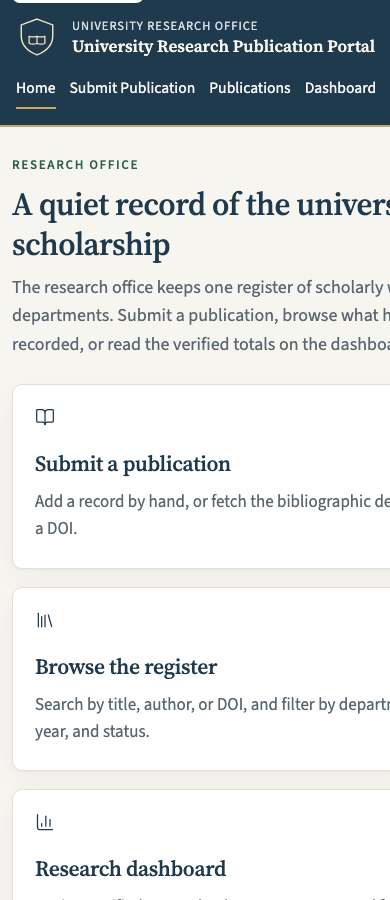 UNIVERSITY RESEARCH OFFICE
University Research Publication Portal
Home Submit Publication Publications Dashboard
RESEARCH OFFICE
A quiet record of the univers
scholarship
The research office keeps one register of scholarly
departments. Submit a publication, browse what
recorded, or read the verified totals on the
Submit a publication
Add a record by hand, or fetch the bibliographic
a DOI.
Browse the register
Search by title, author, or DOI, and filter by
year, and status.
Research dashboard